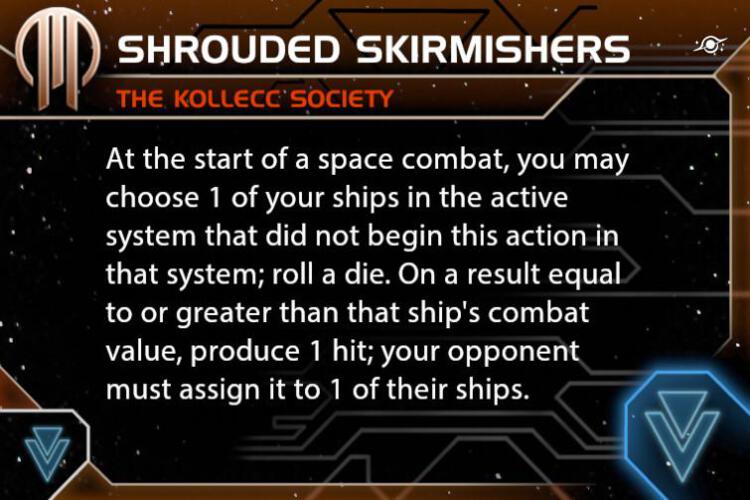 SHROUDED SKIRMISHERS
THE KOLLECC SOCIETY
At the start of a space combat, you may
choose 1 of your ships in the active
system that did not begin this action in
that system; roll a die. On a result equal
to or greater than that ship's combat
value, produce 1 hit; your opponent
must assign it to 1 of their ships.